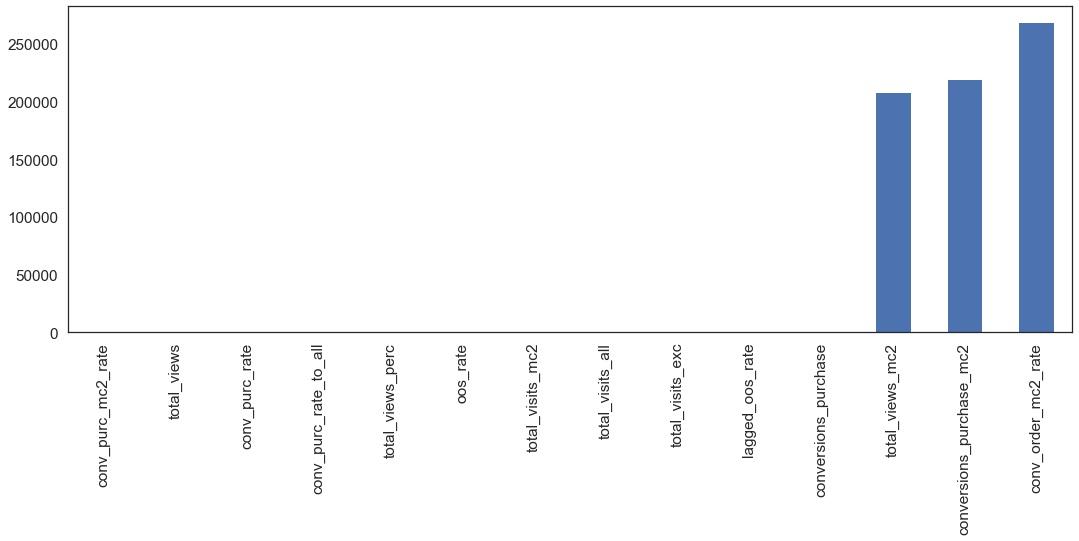 250000
200000
150000
100000
50000
0
conv_purc_mc2_rate
total_views
conv_purc_rate
conv_purc_rate_to_all
total_views_perc
oos_rate
total_visits_mc2
total_visits_all
total_visits_exc
lagged_oos_rate
conversions_purchase
total_views_mc2
conversions_purchase_mc2
conv_order_mc2_rate